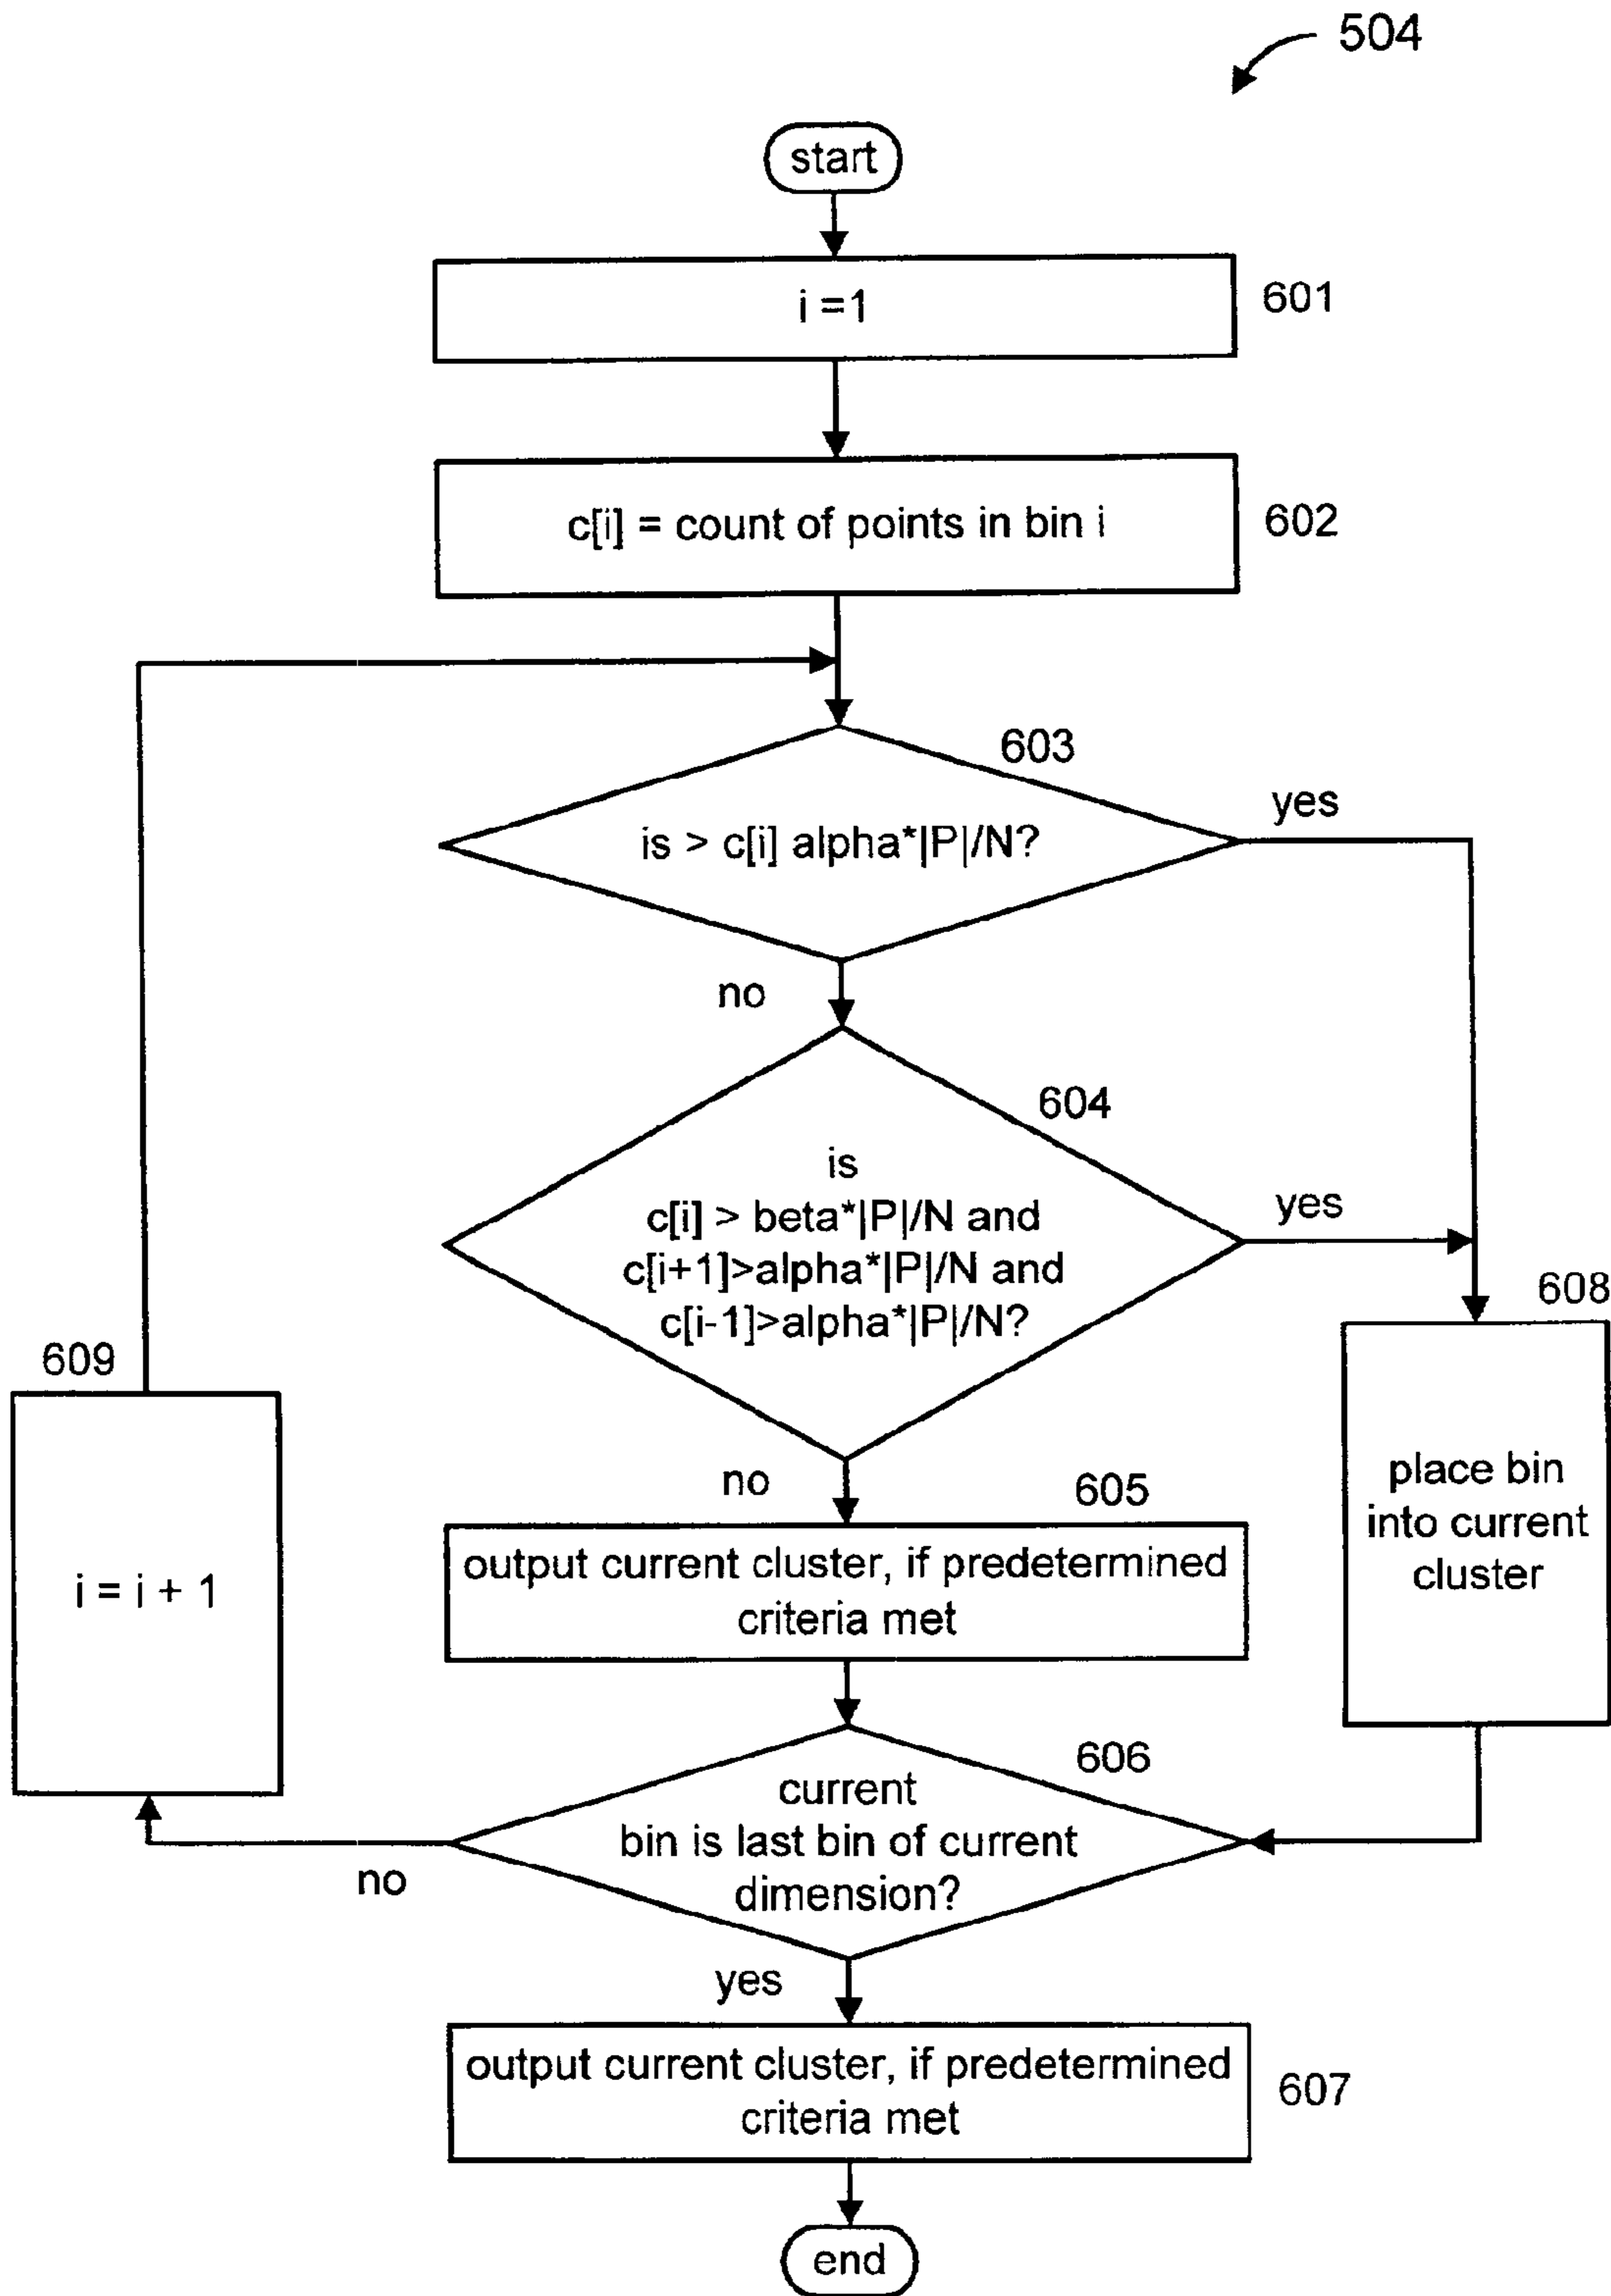 504
start
i =1
601
c[i] = count of points in bin i
602
603
is > c[i] alpha*|P|/N?
yes
no
604
is
c[i] > beta*|P|/N and
c[i+1]>alpha*|P|/N and
c[i-1]>alpha*|P|/N?
yes
608
place bin
into current
cluster
609
i = i + 1
no
605
output current cluster, if predetermined
criteria met
606
current
bin is last bin of current
dimension?
no
yes
output current cluster, if predetermined
criteria met
607
end